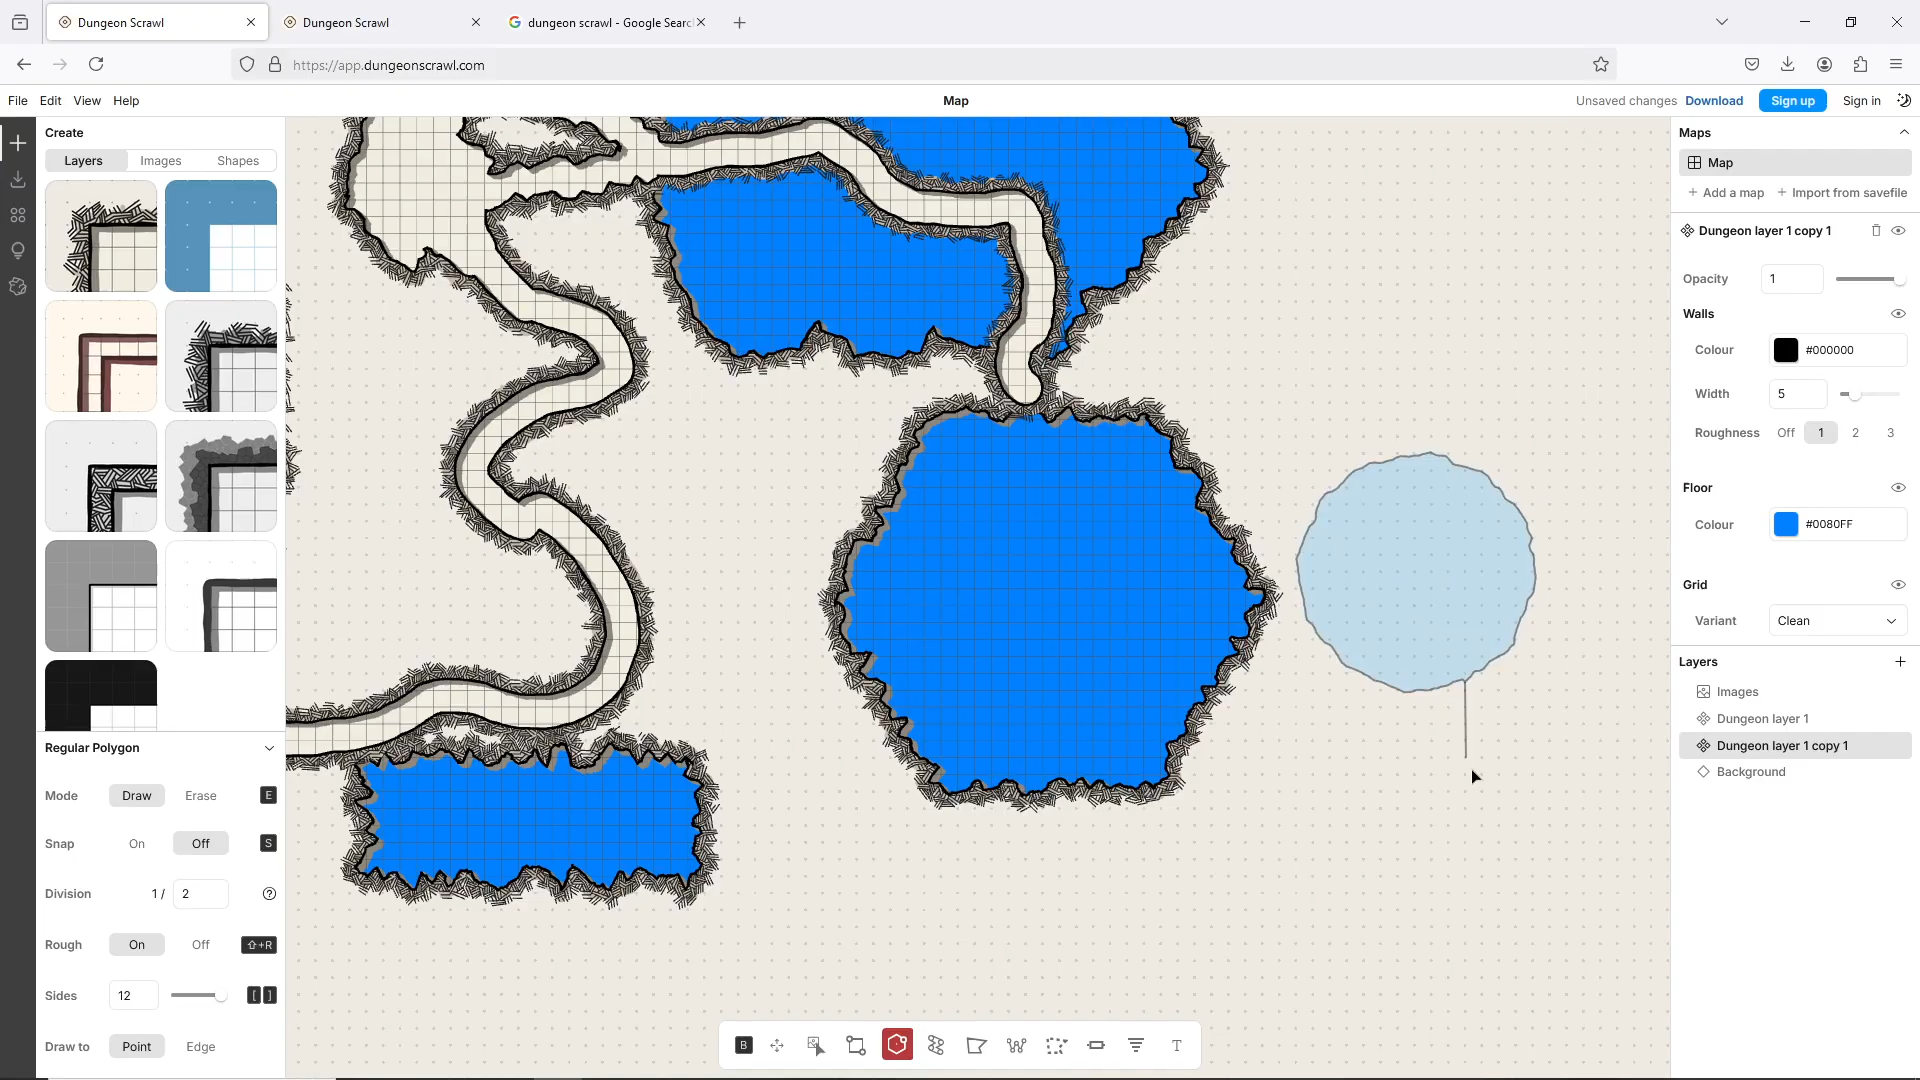 Dungeon Scrawl
Dungeon Scrawl
dungeon scrawl - Google Searc
https://app.dungeonscrawl.com
File Edit View Help
Map
Unsaved changes Download Sign up Sign in
Create
Layers Images Shapes
Regular Polygon
Mode Draw Erase E
Snap On Off S
Division 1 / 2
Rough On Off ⇧+R
Sides 12 [ ]
Draw to Point Edge
B
T
Maps
Map
+ Add a map + Import from savefile
Dungeon layer 1 copy 1
Opacity 1
Walls
Colour #000000
Width 5
Roughness Off 1 2 3
Floor
Colour #0080FF
Grid
Variant Clean
Layers
Images
Dungeon layer 1
Dungeon layer 1 copy 1
Background